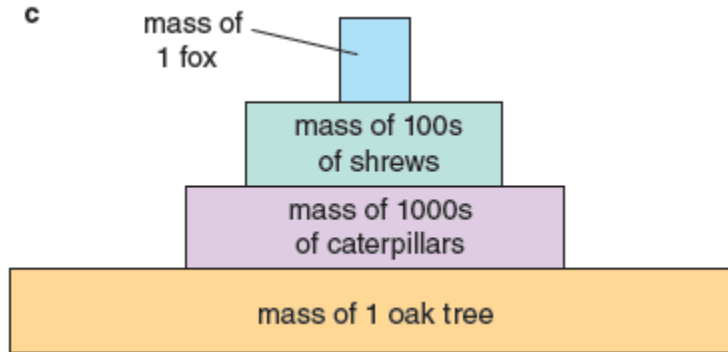 c
mass of
1 fox
mass of 100s
of shrews
mass of 1000s
of caterpillars
mass of 1 oak tree